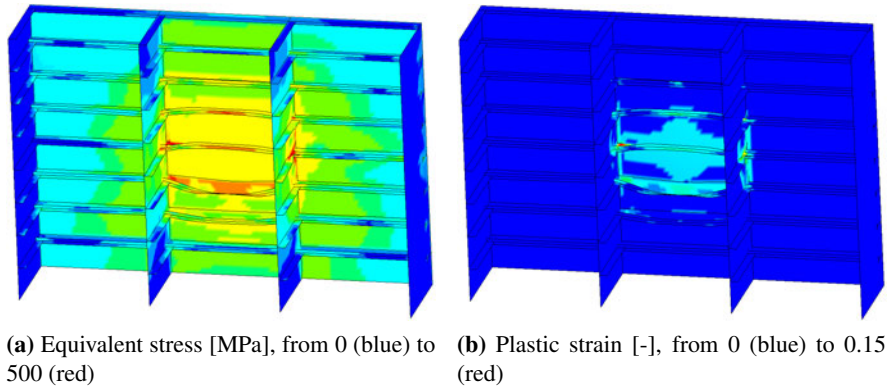 (a) Equivalent stress [MPa], from 0 (blue) to
500 (red)
(b) Plastic strain [-], from 0 (blue) to 0.15
(red)